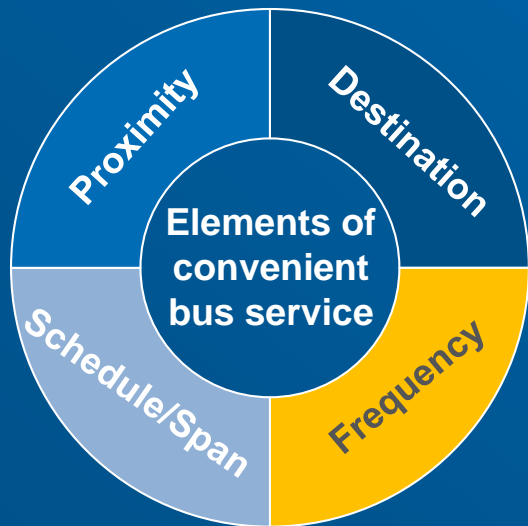 Proximity
Destination
Elements of
convenient
bus service
Schedule/Span
Frequency